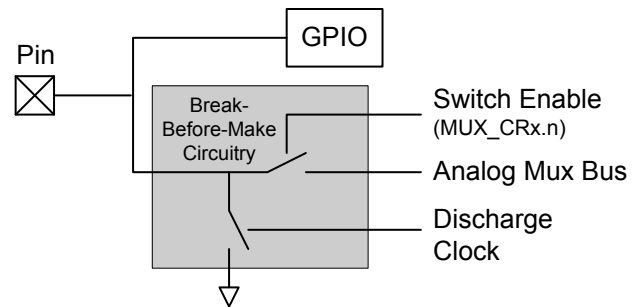 GPIO
Pin
Break-
Before-Make
Circuitry
Switch Enable
(MUX_CRx.n)
Analog Mux Bus
Discharge
Clock